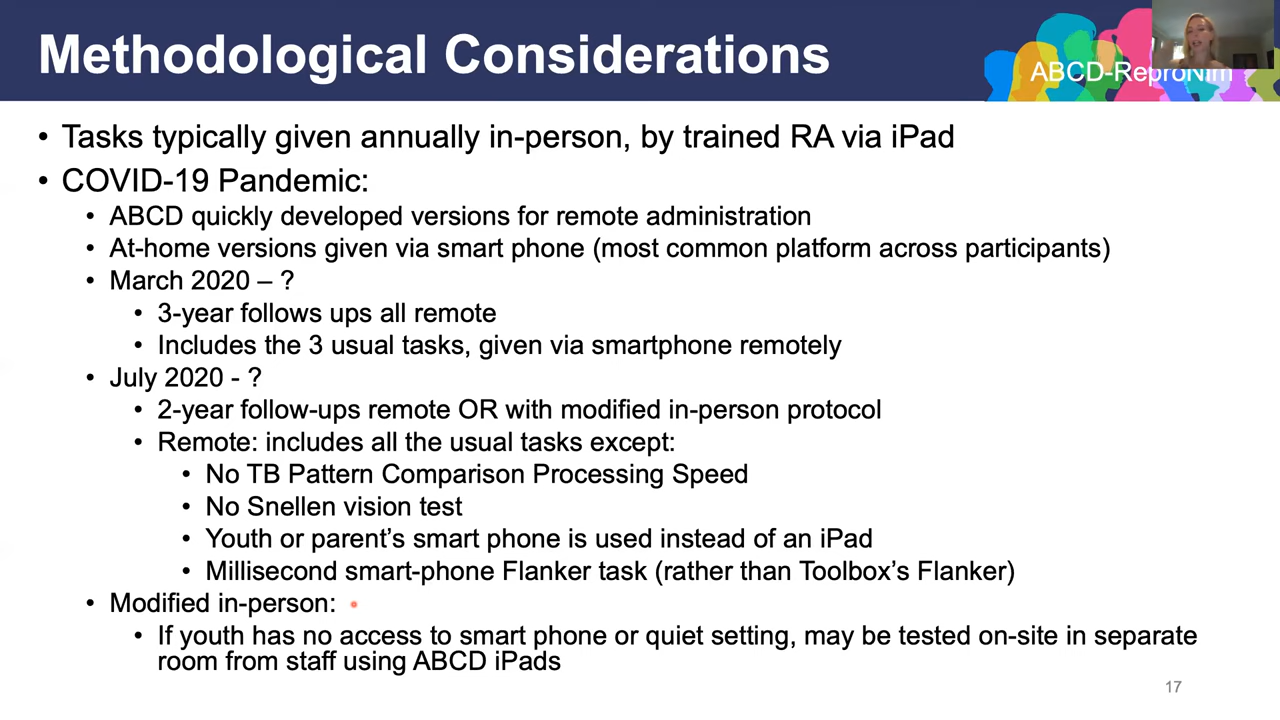 Methodological Considerations
ABCD-ReproNim
• Tasks typically given annually in-person, by trained RA via iPad
• COVID-19 Pandemic:
• ABCD quickly developed versions for remote administration
• At-home versions given via smart phone (most common platform across participants)
• March 2020 – ?
• 3-year follows ups all remote
• Includes the 3 usual tasks, given via smartphone remotely
• July 2020 - ?
• 2-year follow-ups remote OR with modified in-person protocol
• Remote: includes all the usual tasks except:
• No TB Pattern Comparison Processing Speed
• No Snellen vision test
• Youth or parent's smart phone is used instead of an iPad
• Millisecond smart-phone Flanker task (rather than Toolbox's Flanker)
• Modified in-person:
• If youth has no access to smart phone or quiet setting, may be tested on-site in separate
room from staff using ABCD iPads
17